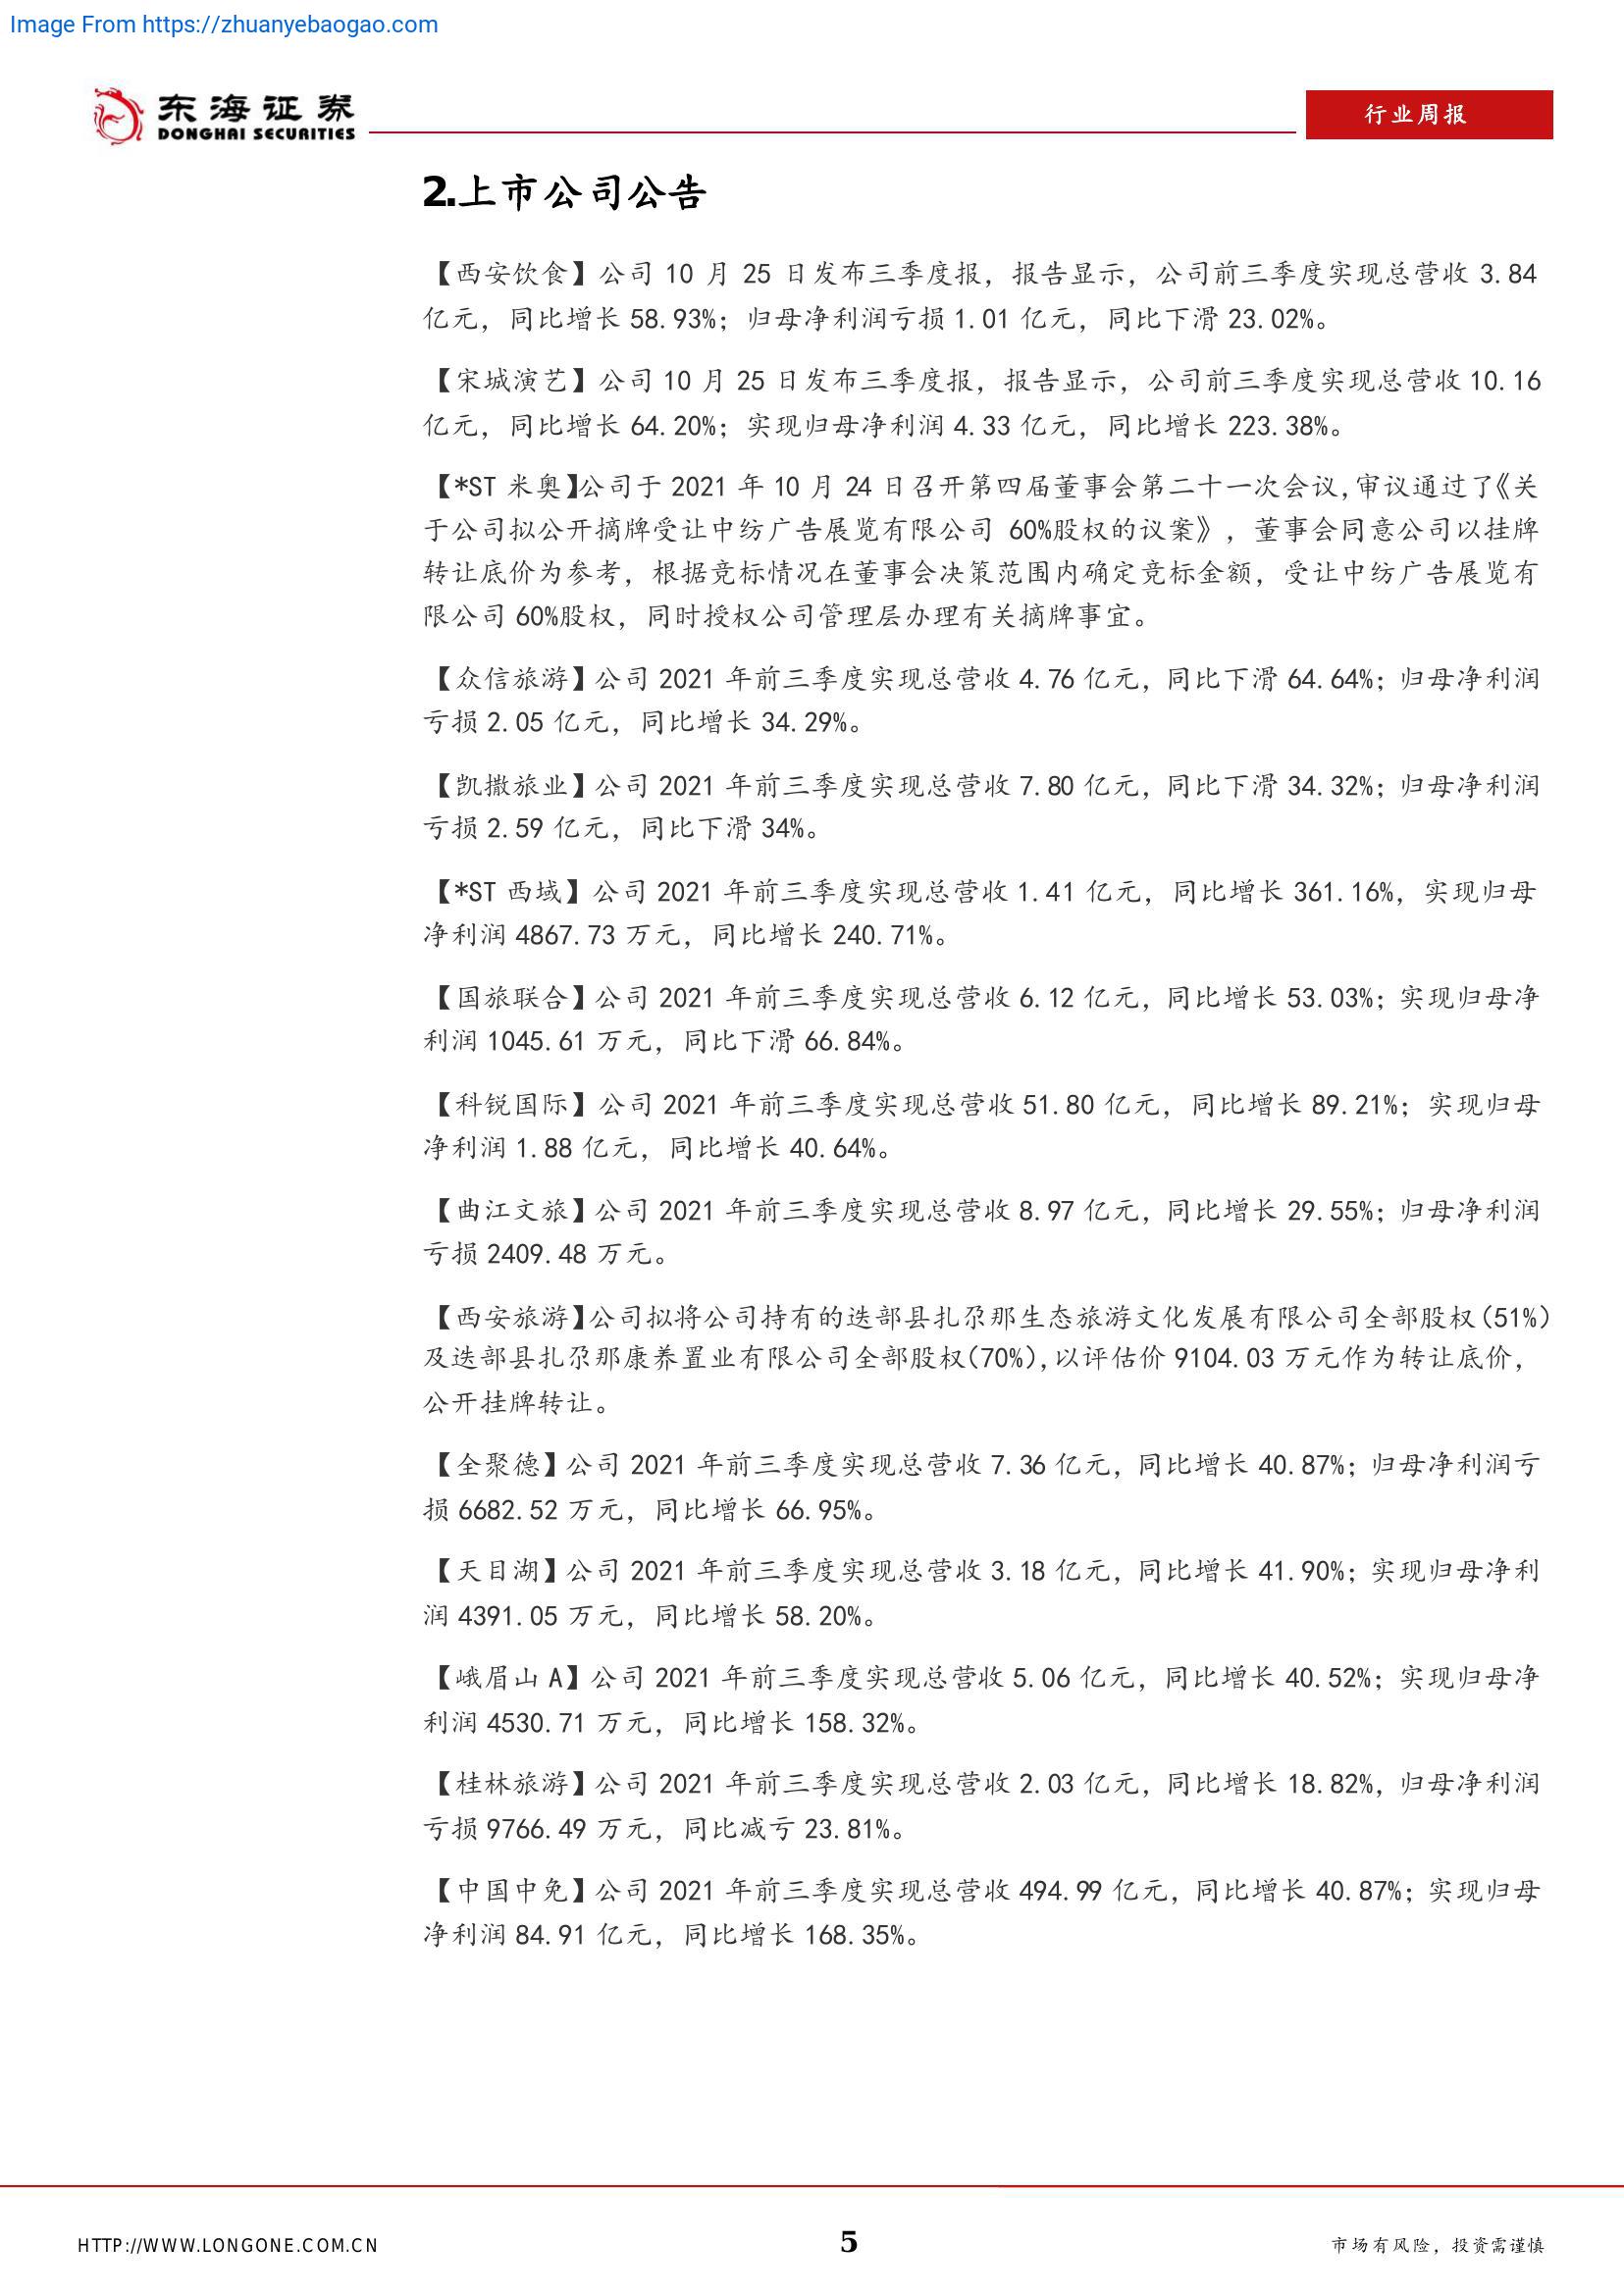 Image From https://zhuanyebaogao.com
东海证券
DONGHAI SECURITIES
行业周报
2.上市公司公告
【西安饮食】公司 10 月 25 日发布三季度报，报告显示，公司前三季度实现总营收 3.84
亿元，同比增长 58.93%；归母净利润亏损 1.01 亿元，同比下滑 23.02%。
【宋城演艺】公司 10 月 25 日发布三季度报，报告显示，公司前三季度实现总营收 10.16
亿元，同比增长 64.20%；实现归母净利润 4.33 亿元，同比增长 223.38%。
【*ST 米奥】公司于 2021 年 10 月 24 日召开第四届董事会第二十一次会议,审议通过了《关
于公司拟公开摘牌受让中纺广告展览有限公司 60%股权的议案》，董事会同意公司以挂牌
转让底价为参考，根据竞标情况在董事会决策范围内确定竞标金额，受让中纺广告展览有
限公司 60%股权，同时授权公司管理层办理有关摘牌事宜。
【众信旅游】公司 2021 年前三季度实现总营收 4.76 亿元，同比下滑 64.64%；归母净利润
亏损 2.05 亿元，同比增长 34.29%。
【凯撒旅业】公司 2021 年前三季度实现总营收 7.80 亿元，同比下滑 34.32%；归母净利润
亏损 2.59 亿元，同比下滑 34%。
【*ST 西域】公司 2021 年前三季度实现总营收 1.41 亿元，同比增长 361.16%，实现归母
净利润 4867.73 万元，同比增长 240.71%。
【国旅联合】公司 2021 年前三季度实现总营收 6.12 亿元，同比增长 53.03%；实现归母净
利润 1045.61 万元，同比下滑 66.84%。
【科锐国际】公司 2021 年前三季度实现总营收 51.80 亿元，同比增长 89.21%；实现归母
净利润 1.88 亿元，同比增长 40.64%。
【曲江文旅】公司 2021 年前三季度实现总营收 8.97 亿元，同比增长 29.55%；归母净利润
亏损 2409.48 万元。
【西安旅游】公司拟将公司持有的迭部县扎尕那生态旅游文化发展有限公司全部股权(51%)
及迭部县扎尕那康养置业有限公司全部股权(70%),以评估价 9104.03 万元作为转让底价，
公开挂牌转让。
【全聚德】公司 2021 年前三季度实现总营收 7.36 亿元，同比增长 40.87%；归母净利润亏
损 6682.52 万元，同比增长 66.95%。
【天目湖】公司 2021 年前三季度实现总营收 3.18 亿元，同比增长 41.90%；实现归母净利
润 4391.05 万元，同比增长 58.20%。
【峨眉山 A】公司 2021 年前三季度实现总营收 5.06 亿元，同比增长 40.52%；实现归母净
利润 4530.71 万元，同比增长 158.32%。
【桂林旅游】公司 2021 年前三季度实现总营收 2.03 亿元，同比增长 18.82%，归母净利润
亏损 9766.49 万元，同比减亏 23.81%。
【中国中免】公司 2021 年前三季度实现总营收 494.99 亿元，同比增长 40.87%；实现归母
净利润 84.91 亿元，同比增长 168.35%。
HTTP://WWW.LONGONE.COM.CN
5
市场有风险，投资需谨慎